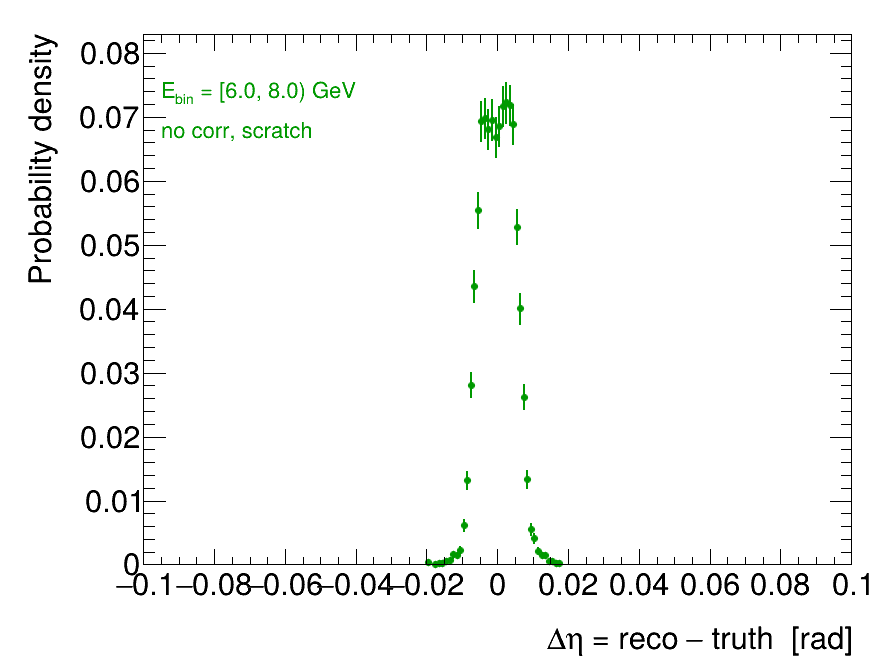 Probability density
0.08
0.07
0.06
0.05
0.04
0.03
0.02
0.01
0
E_bin = [6.0, 8.0) GeV
no corr, scratch
−0.1 −0.08 −0.06 −0.04 −0.02 0 0.02 0.04 0.06 0.08 0.1
Δη = reco − truth [rad]